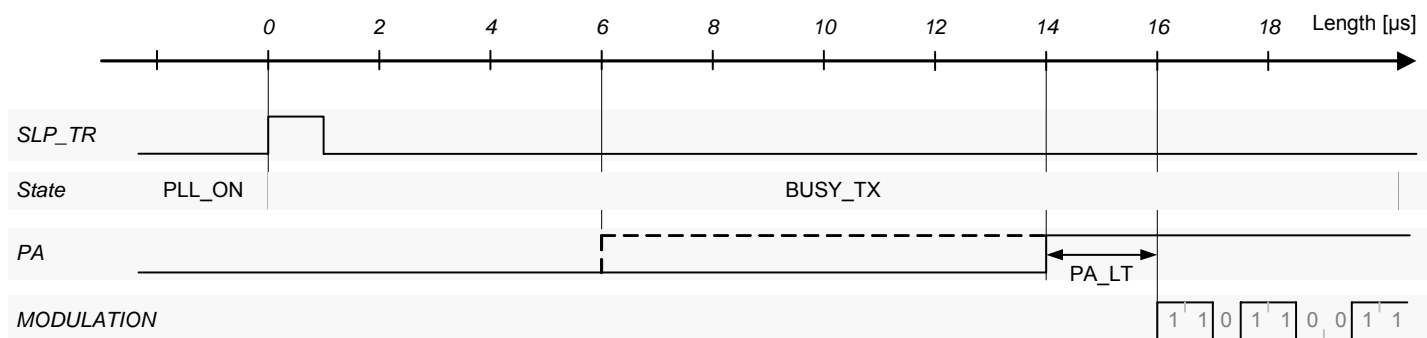 0 2 4 6 8 10 12 14 16 18 Length [µs]
SLP_TR
State PLL_ON BUSY_TX
PA
PA_LT
MODULATION 1 1 0 1 1 0 0 1 1